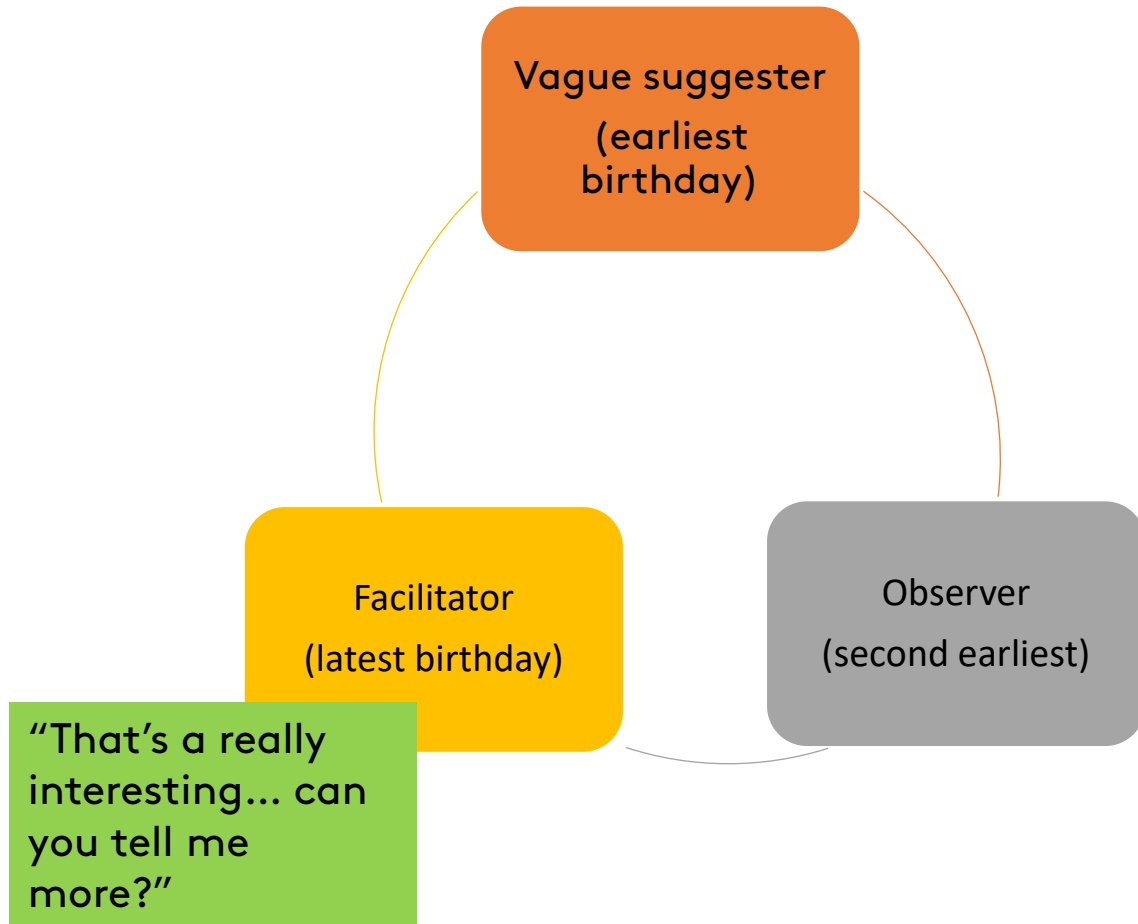 Vague suggester
(earliest
birthday)
Facilitator
(latest birthday)
Observer
(second earliest)
“That’s a really
interesting… can
you tell me
more?”